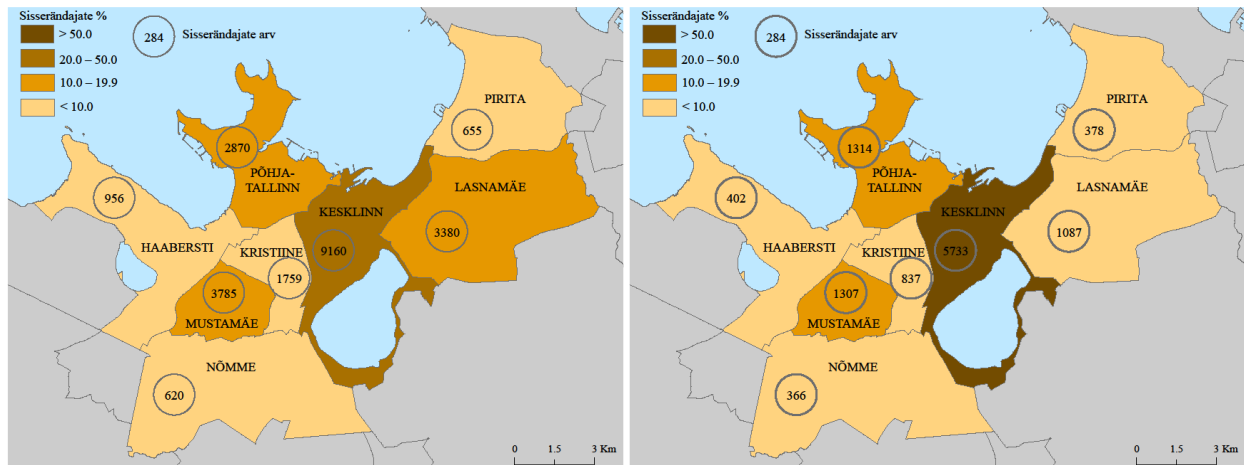 Sisserändajate %
> 50.0
20.0 – 50.0
10.0 – 19.9
< 10.0
284
Sisserändajate arv
PIRITA
655
2870
PÕHJA-
TALLINN
LASNAMÄE
956
KESKLINN
3380
HAABERSTI
KRISTIINE
9160
1759
3785
MUSTAMÄE
NÕMME
620
0 1.5 3 Km
Sisserändajate %
> 50.0
20.0 – 50.0
10.0 – 19.9
< 10.0
284
Sisserändajate arv
PIRITA
378
1314
PÕHJA-
TALLINN
LASNAMÄE
402
KESKLINN
1087
HAABERSTI
KRISTIINE
5733
837
1307
MUSTAMÄE
NÕMME
366
0 1.5 3 Km